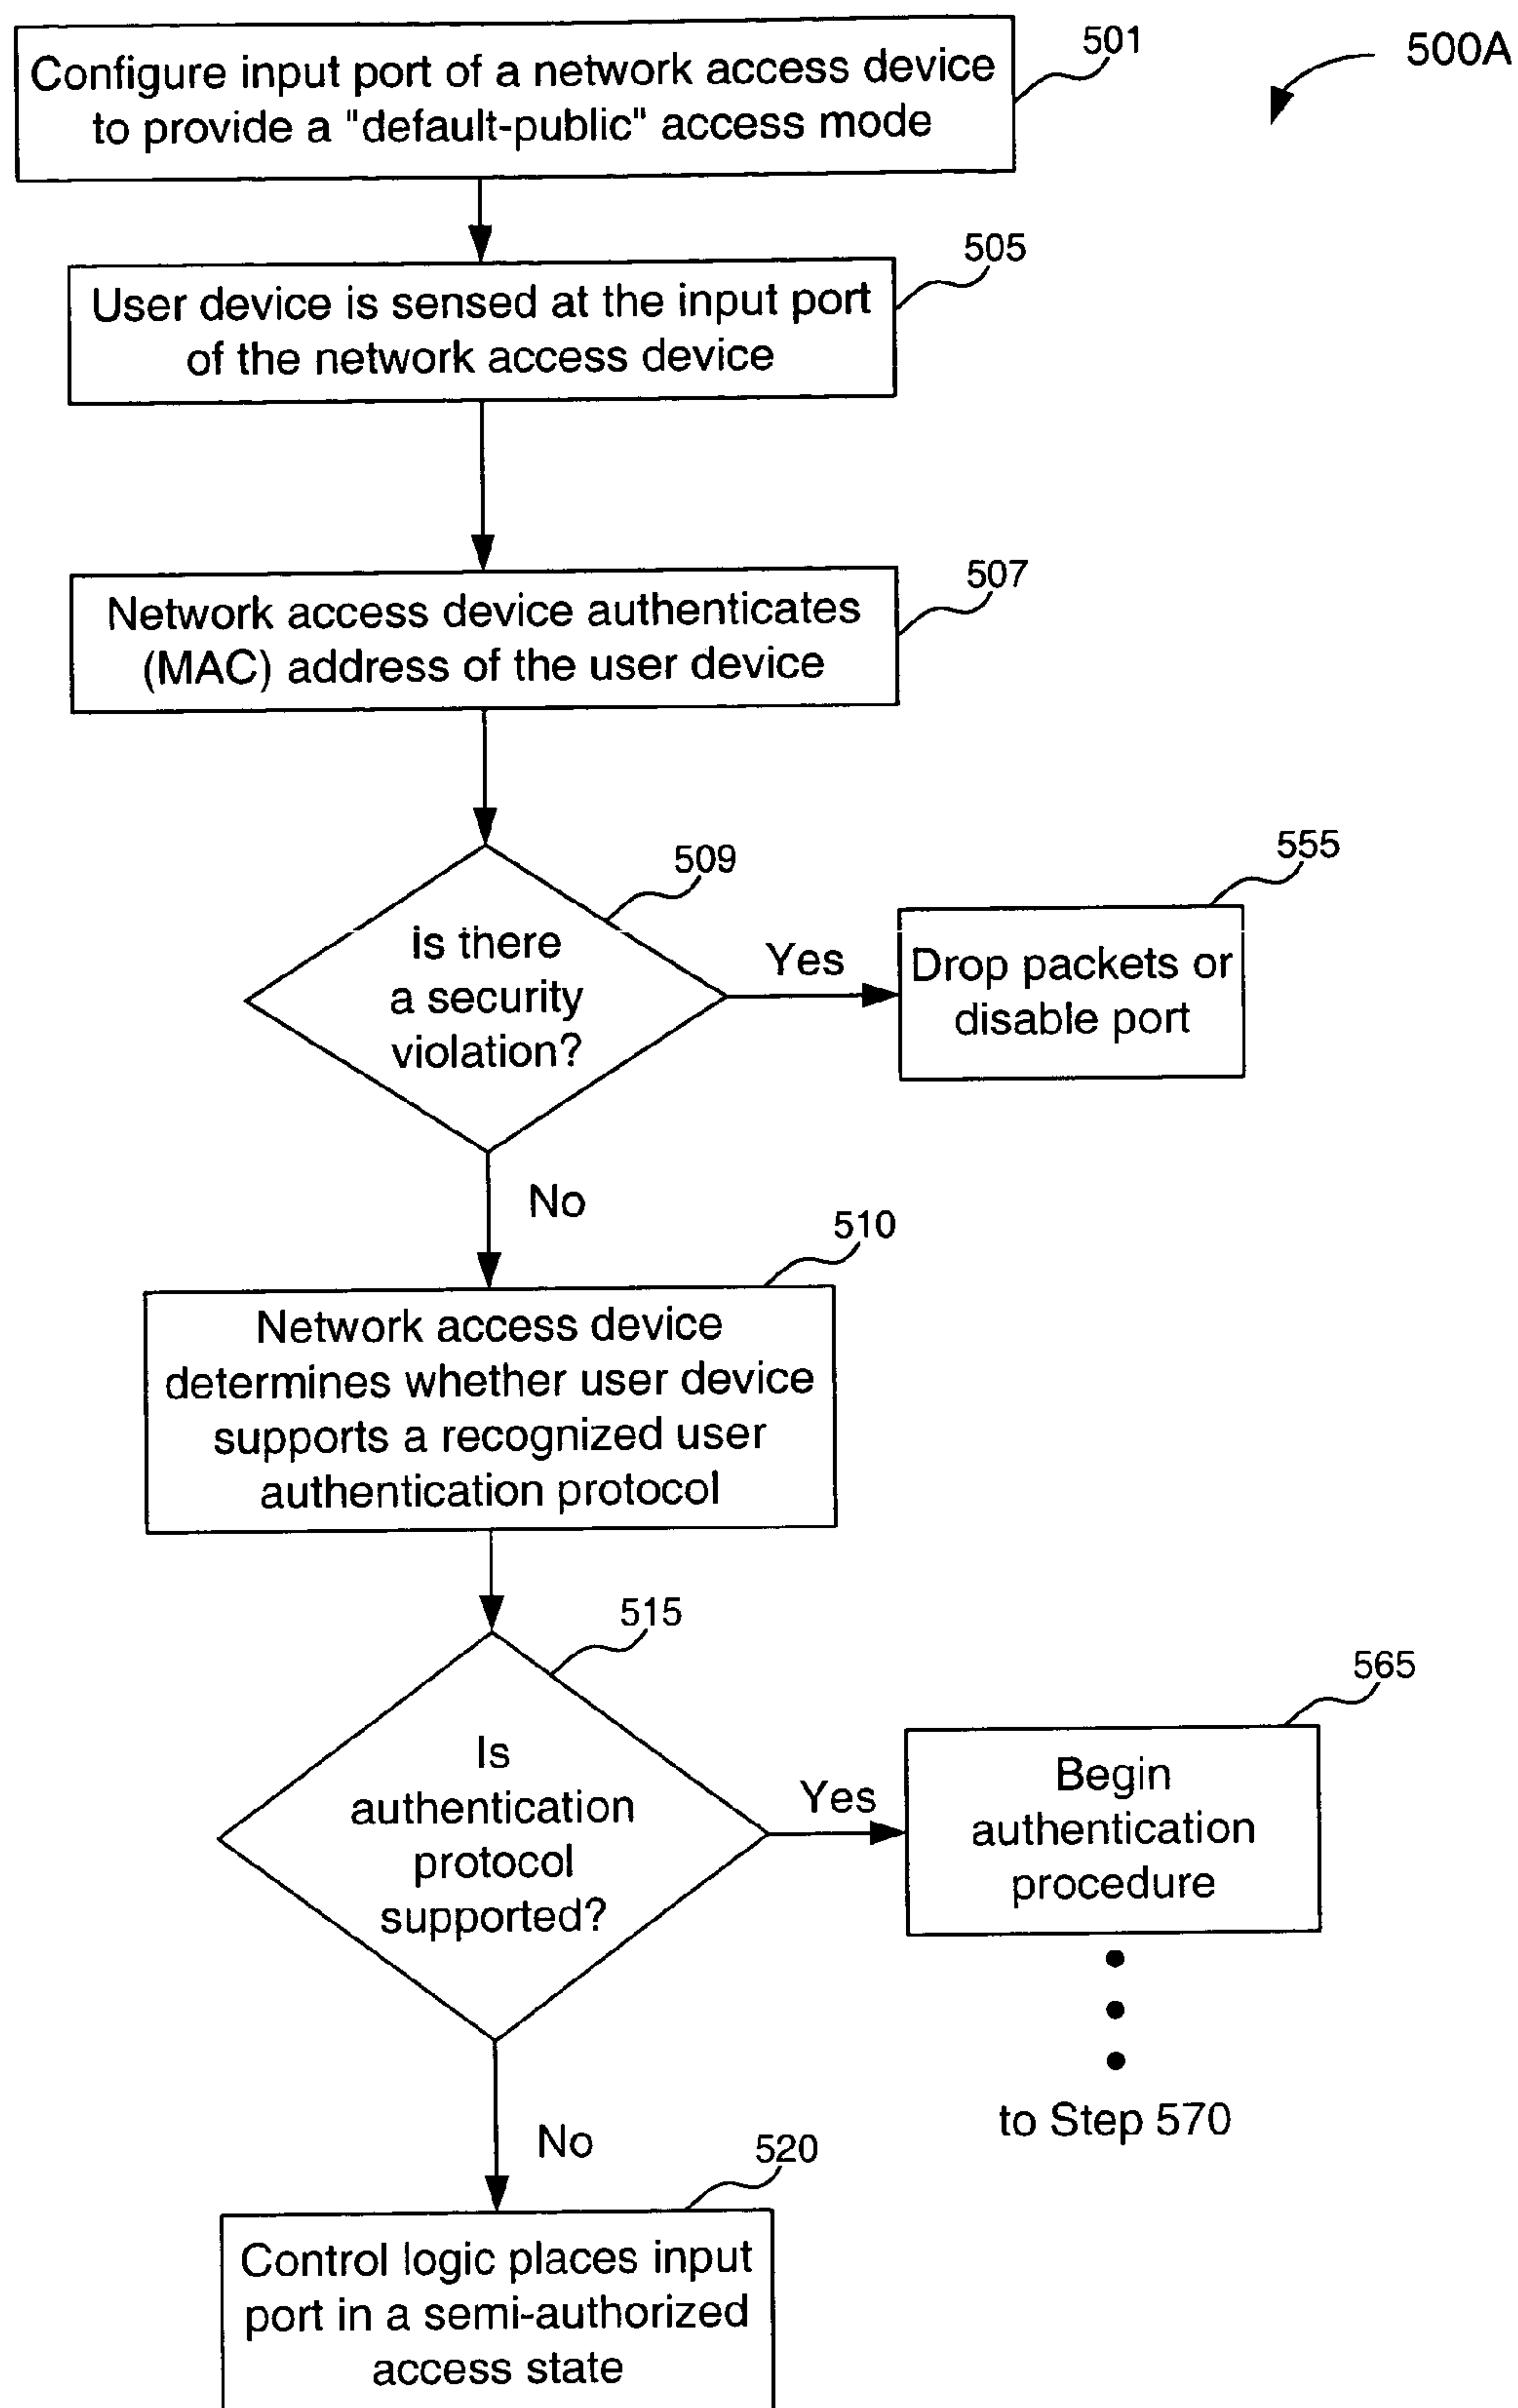 501
500A
Configure input port of a network access device
to provide a "default-public" access mode
505
User device is sensed at the input port
of the network access device
507
Network access device authenticates
(MAC) address of the user device
509
555
is there
a security
violation?
Yes
Drop packets or
disable port
No
510
Network access device
determines whether user device
supports a recognized user
authentication protocol
515
565
Is
authentication
protocol
supported?
Yes
Begin
authentication
procedure
to Step 570
No
520
Control logic places input
port in a semi-authorized
access state